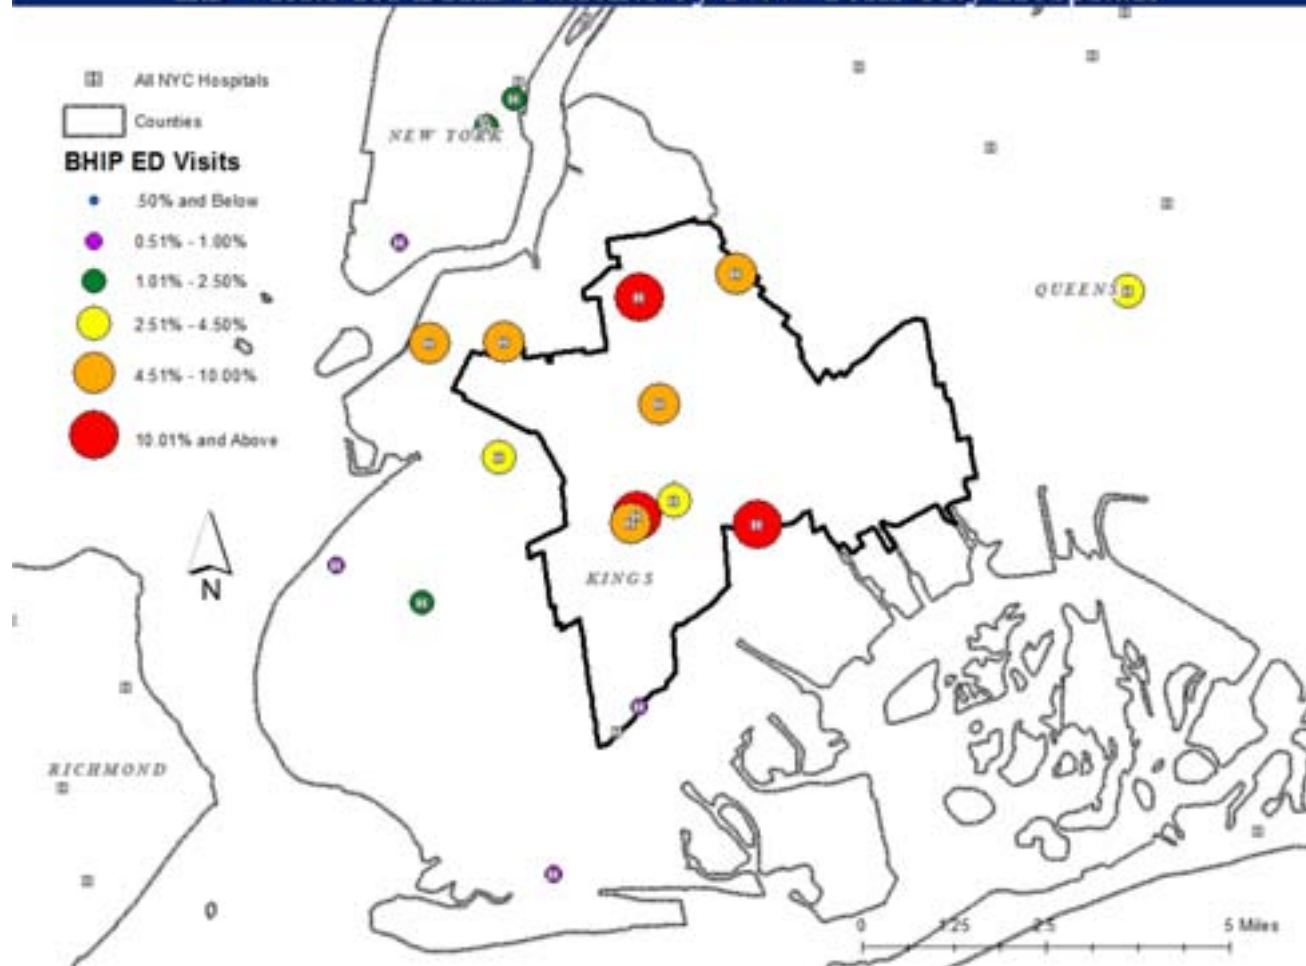 All NYC Hospitals
Counties
BHIP ED Visits
.50% and Below
0.51% - 1.00%
1.01% - 2.50%
2.51% - 4.50%
4.51% - 10.00%
10.01% and Above
NEW YORK
QUEENS
KINGS
N
RICHMOND
0 1.25 2.5 5 Miles